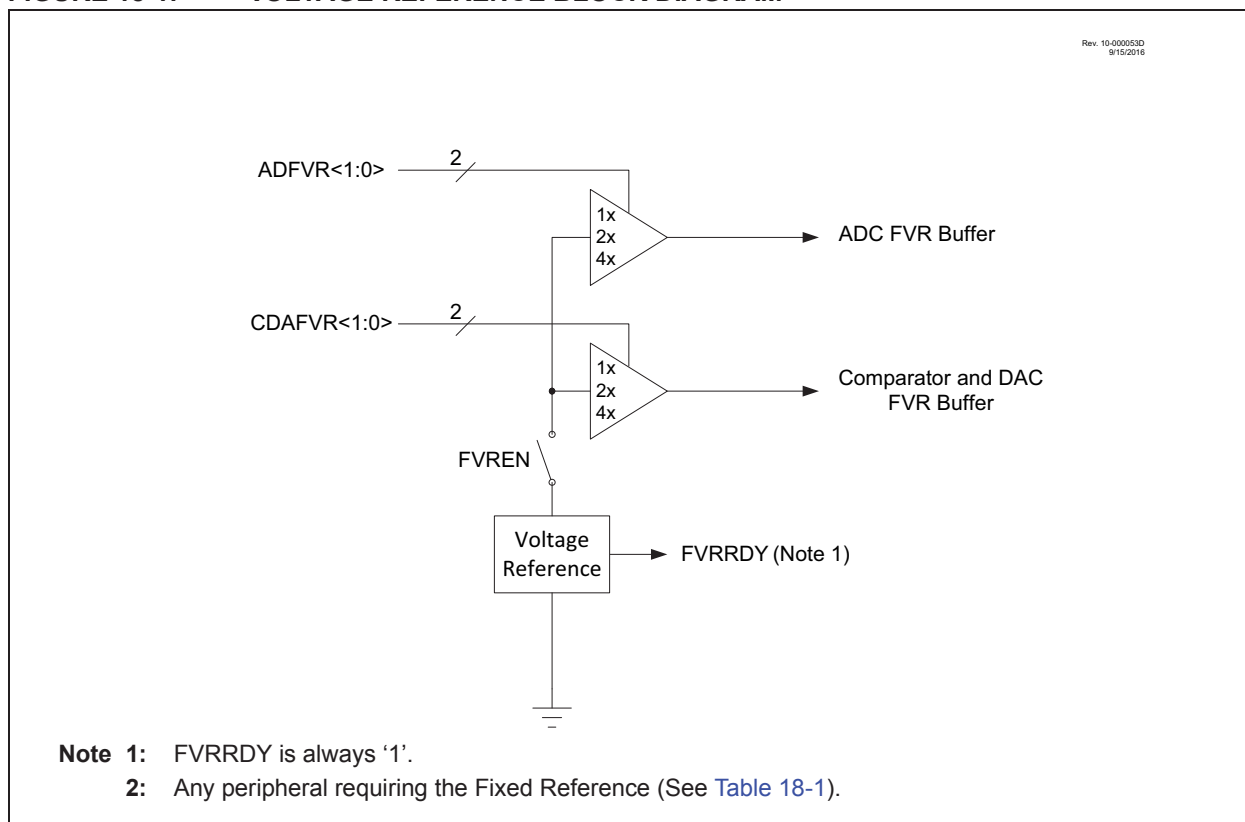 Rev. 10-000053D
9/15/2016
ADFVR<1:0>
2
1x
2x
4x
ADC FVR Buffer
CDAFVR<1:0>
2
1x
2x
4x
Comparator and DAC
FVR Buffer
FVREN
Voltage
Reference
FVRRDY (Note 1)
Note 1: FVRRDY is always ‘1’.
2: Any peripheral requiring the Fixed Reference (See Table 18-1).